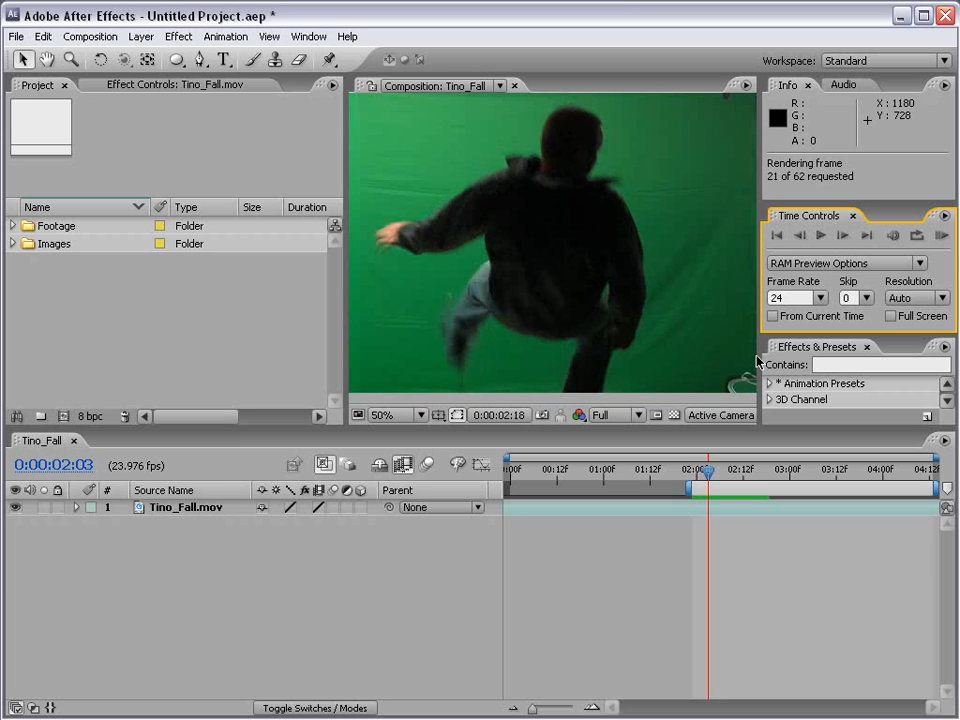 Adobe After Effects - Untitled Project.aep *
File Edit Composition Layer Effect Animation View Window Help
Workspace: Standard
Project × Effect Controls: Tino_Fall.mov
Composition: Tino_Fall ×
Info × Audio
R :
G :
B :
A : 0
X : 1180
Y : 728
Rendering frame
21 of 62 requested
Name Type Size Duration
Footage Folder
Images Folder
Time Controls ×
RAM Preview Options
Frame Rate Skip Resolution
24 0 Auto
From Current Time Full Screen
Effects & Presets ×
Contains:
* Animation Presets
3D Channel
8 bpc
50% 0:00:02:18 Full Active Camera
Tino_Fall ×
0:00:02:03 (23.976 fps)
00:12F 01:00F 01:12F 02:12F 03:00F 03:12F 04:00F 04:12F
# Source Name Parent
1 Tino_Fall.mov None
Toggle Switches / Modes